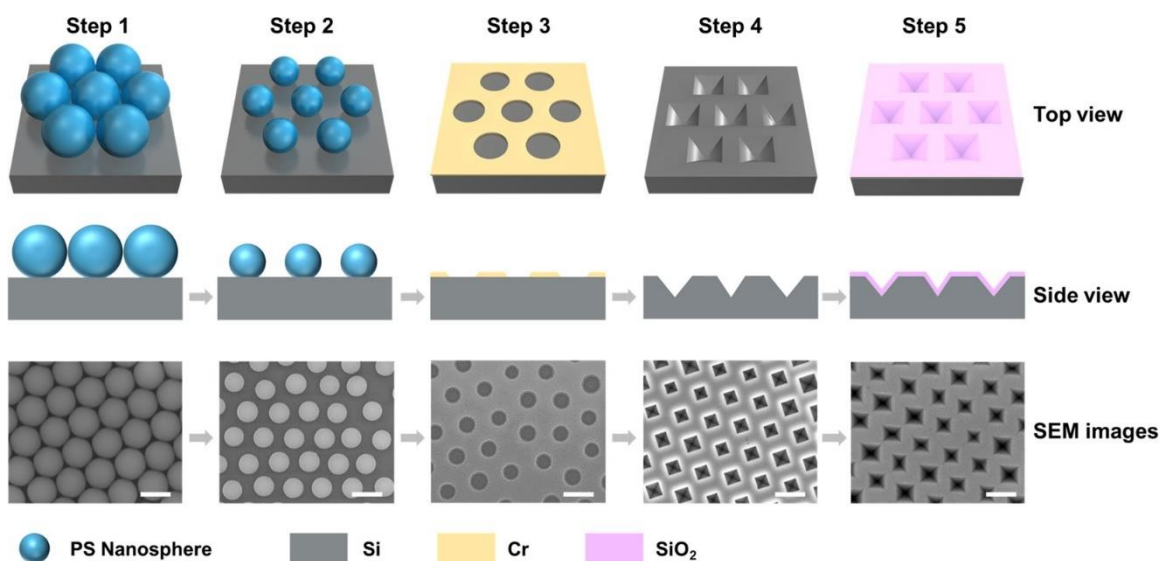 Step 1 Step 2 Step 3 Step 4 Step 5
Top view
Side view
SEM images
PS Nanosphere Si Cr SiO₂